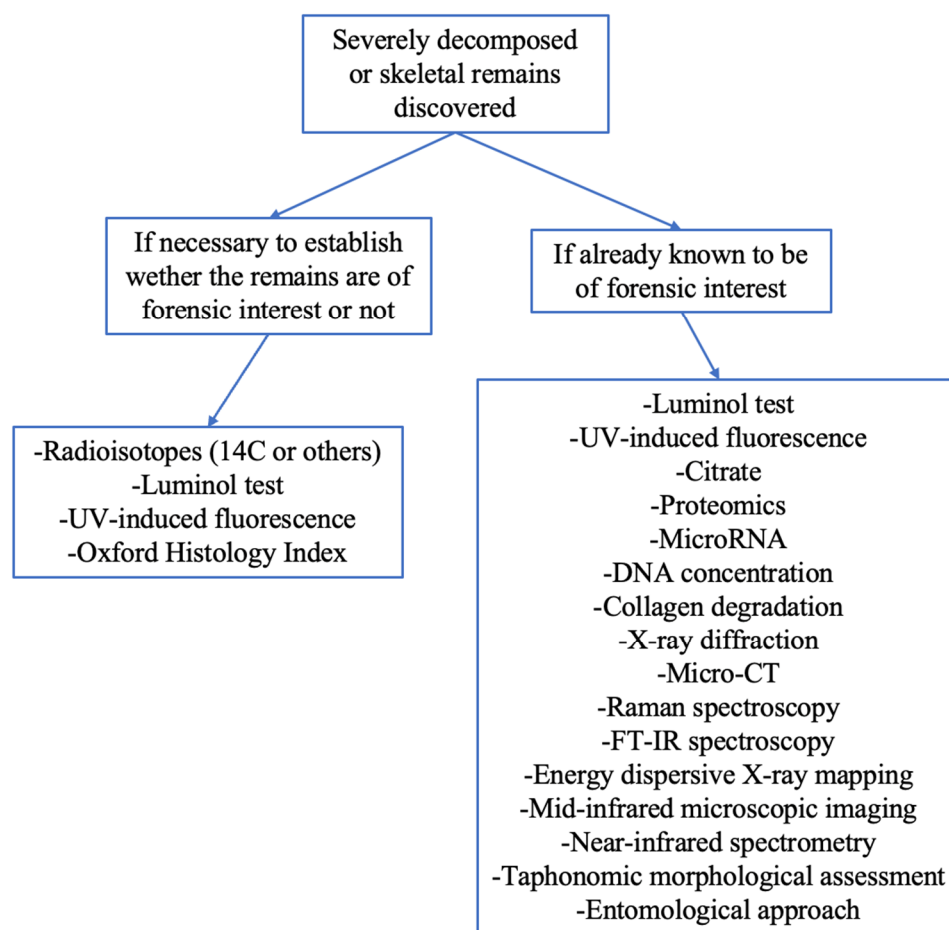 Severely decomposed
or skeletal remains
discovered
If necessary to establish
wether the remains are of
forensic interest or not
If already known to be
of forensic interest
-Radioisotopes (14C or others)
-Luminol test
-UV-induced fluorescence
-Oxford Histology Index
-Luminol test
-UV-induced fluorescence
-Citrate
-Proteomics
-MicroRNA
-DNA concentration
-Collagen degradation
-X-ray diffraction
-Micro-CT
-Raman spectroscopy
-FT-IR spectroscopy
-Energy dispersive X-ray mapping
-Mid-infrared microscopic imaging
-Near-infrared spectrometry
-Taphonomic morphological assessment
-Entomological approach